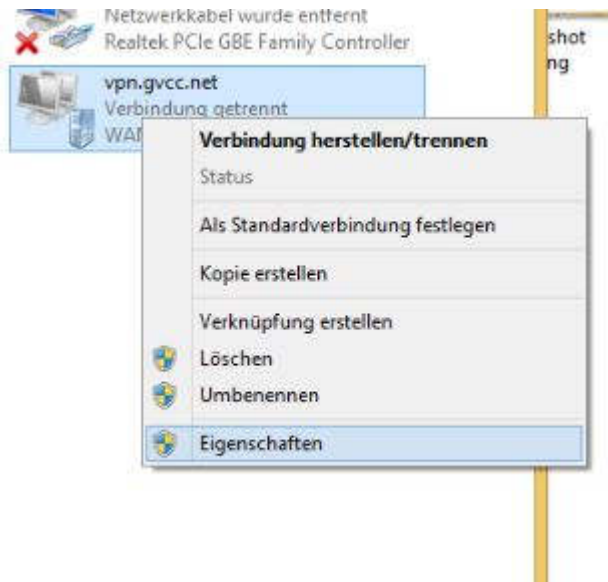 Netzwerkkabel wurde entfernt
Realtek PCIe GBE Family Controller
shot
ng
vpn.gvcc.net
Verbindung getrennt
WAN
Verbindung herstellen/trennen
Status
Als Standardverbindung festlegen
Kopie erstellen
Verknüpfung erstellen
Löschen
Umbenennen
Eigenschaften